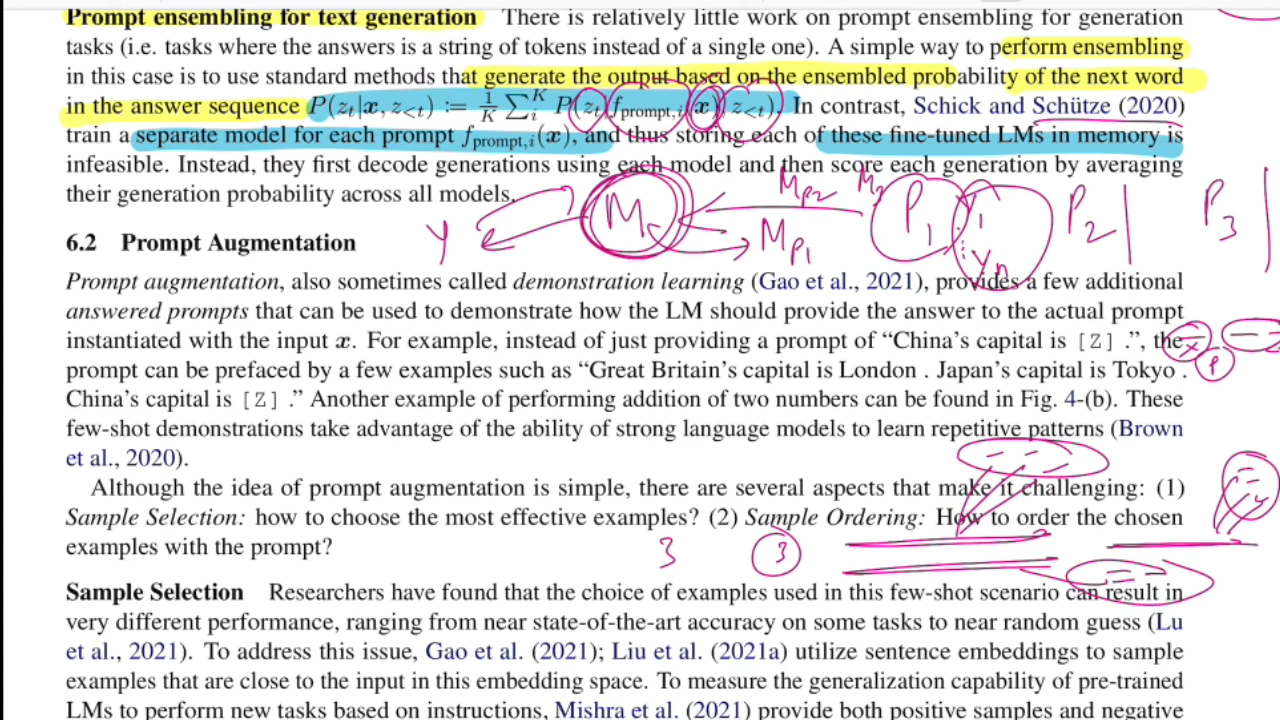 Prompt ensembling for text generation There is relatively little work on prompt ensembling for generation
tasks (i.e. tasks where the answers is a string of tokens instead of a single one). A simple way to perform ensembling
in this case is to use standard methods that generate the output based on the ensembled probability of the next word
in the answer sequence P(z_t|x, z_{<t}) := 1/K ∑_i^K P(z_t|f_{prompt,i}(x), z_{<t}). In contrast, Schick and Schütze (2020)
train a separate model for each prompt f_{prompt,i}(x), and thus storing each of these fine-tuned LMs in memory is
infeasible. Instead, they first decode generations using each model and then score each generation by averaging
their generation probability across all models.
Y M_c M_{P1} M_{P2} P_1 Y_1 Y_n P_2 P_3
6.2 Prompt Augmentation
Prompt augmentation, also sometimes called demonstration learning (Gao et al., 2021), provides a few additional
answered prompts that can be used to demonstrate how the LM should provide the answer to the actual prompt
instantiated with the input x. For example, instead of just providing a prompt of “China’s capital is [Z] .”, the
prompt can be prefaced by a few examples such as “Great Britain’s capital is London . Japan’s capital is Tokyo .
China’s capital is [Z] .” Another example of performing addition of two numbers can be found in Fig. 4-(b). These
few-shot demonstrations take advantage of the ability of strong language models to learn repetitive patterns (Brown
et al., 2020).
Although the idea of prompt augmentation is simple, there are several aspects that make it challenging: (1)
Sample Selection: how to choose the most effective examples? (2) Sample Ordering: How to order the chosen
examples with the prompt?
3 3
Sample Selection Researchers have found that the choice of examples used in this few-shot scenario can result in
very different performance, ranging from near state-of-the-art accuracy on some tasks to near random guess (Lu
et al., 2021). To address this issue, Gao et al. (2021); Liu et al. (2021a) utilize sentence embeddings to sample
examples that are close to the input in this embedding space. To measure the generalization capability of pre-trained
LMs to perform new tasks based on instructions, Mishra et al. (2021) provide both positive samples and negative